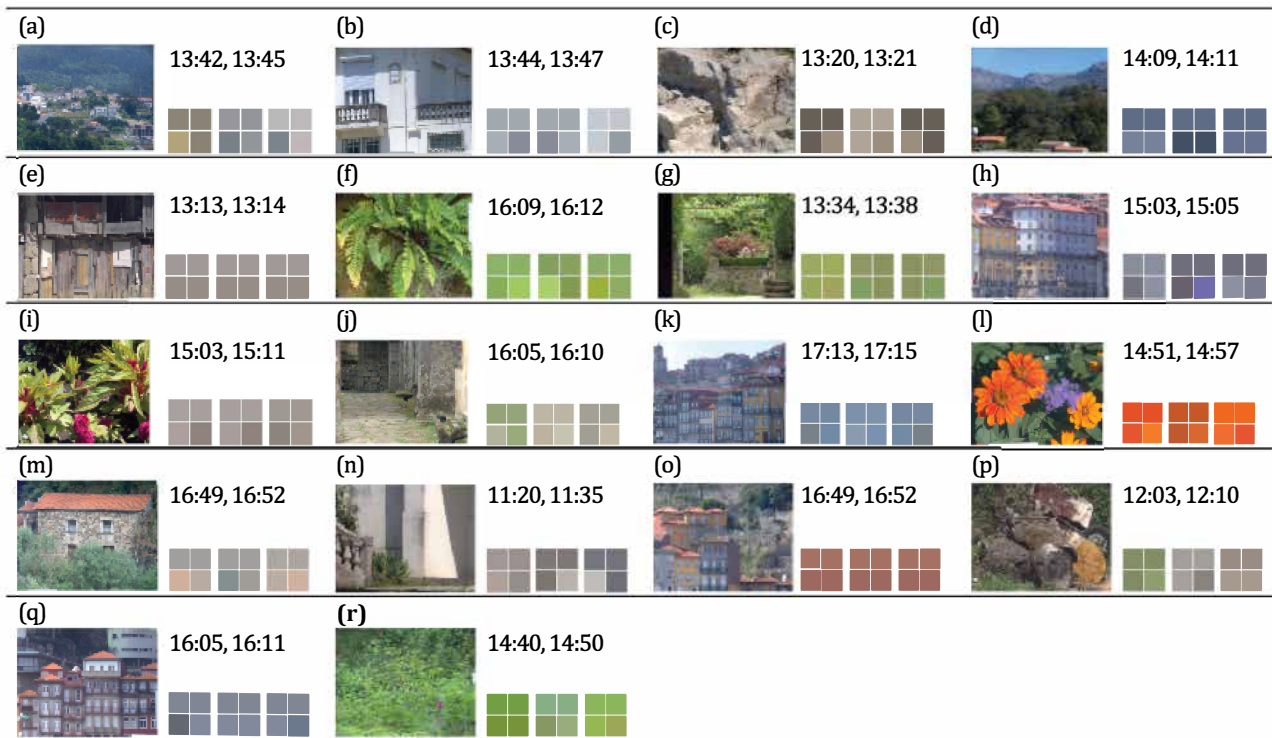 (a)
13:42, 13:45
(b)
13:44, 13:47
(c)
13:20, 13:21
(d)
14:09, 14:11
(e)
13:13, 13:14
(f)
16:09, 16:12
(g)
13:34, 13:38
(h)
15:03, 15:05
(i)
15:03, 15:11
(j)
16:05, 16:10
(k)
17:13, 17:15
(l)
14:51, 14:57
(m)
16:49, 16:52
(n)
11:20, 11:35
(o)
16:49, 16:52
(p)
12:03, 12:10
(q)
16:05, 16:11
(r)
14:40, 14:50